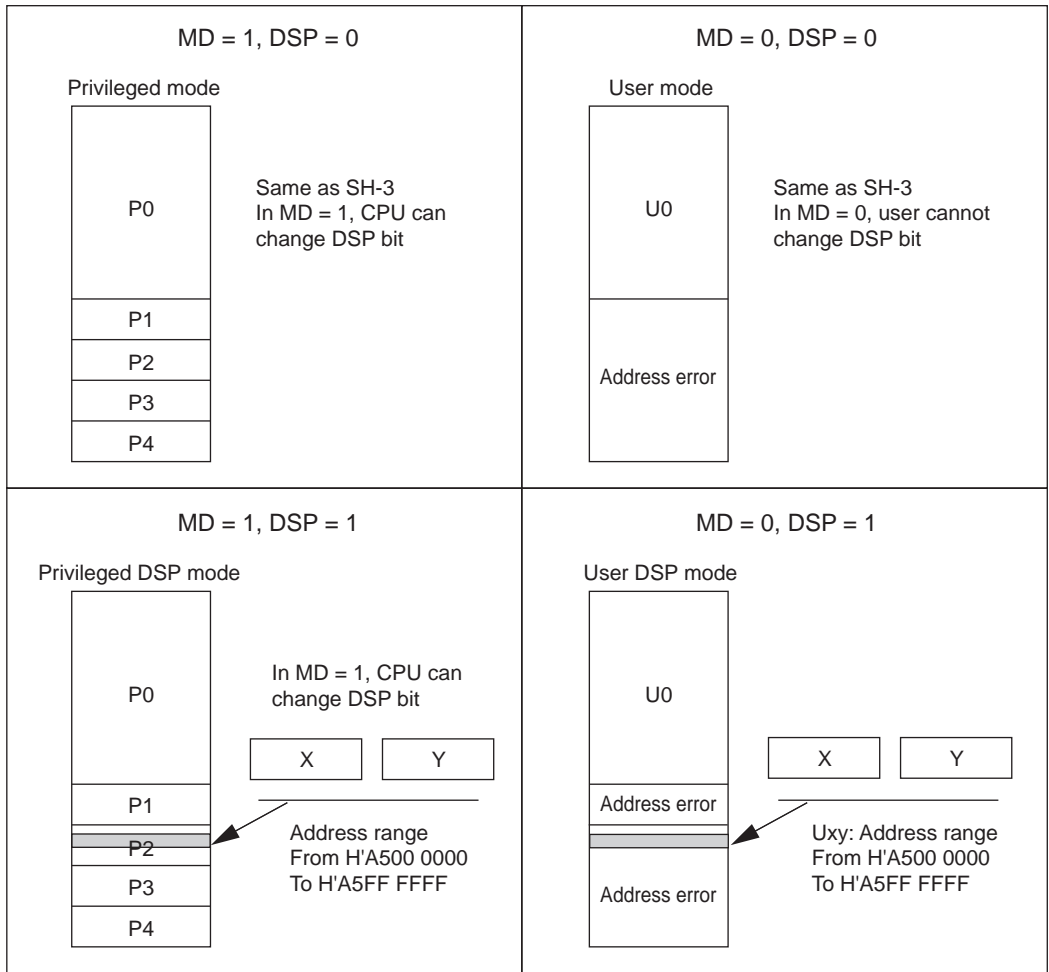 MD = 1, DSP = 0
Privileged mode
P0
Same as SH-3
In MD = 1, CPU can
change DSP bit
P1
P2
P3
P4
MD = 0, DSP = 0
User mode
U0
Same as SH-3
In MD = 0, user cannot
change DSP bit
Address error
MD = 1, DSP = 1
Privileged DSP mode
P0
In MD = 1, CPU can
change DSP bit
X
Y
P1
P2
Address range
From H'A500 0000
To H'A5FF FFFF
P3
P4
MD = 0, DSP = 1
User DSP mode
U0
X
Y
Address error
Uxy: Address range
From H'A500 0000
To H'A5FF FFFF
Address error